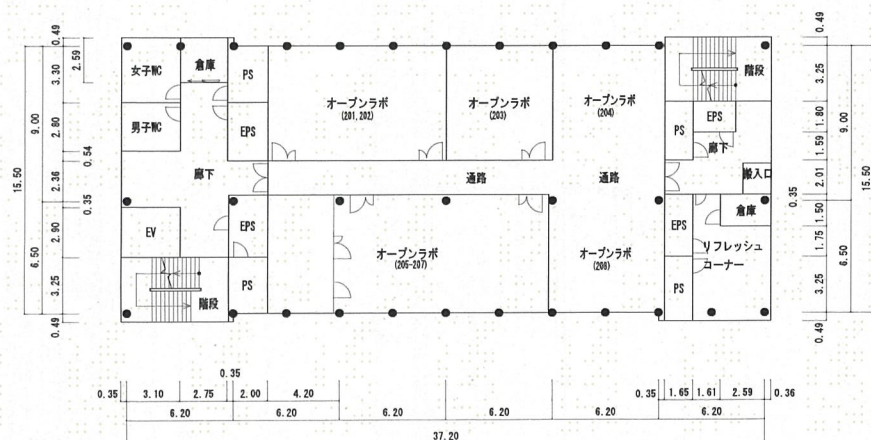 女子WC
倉庫
PS
オープンラボ
(201, 202)
オープンラボ
(203)
オープンラボ
(204)
階段
男子WC
EPS
PS
EPS
廊下
廊下
通路
通路
搬入口
EV
EPS
オープンラボ
(205-207)
オープンラボ
(208)
EPS
倉庫
リフレッシュ
コーナー
階段
PS
PS
0.49
2.59
3.30
9.00
2.80
0.54
2.36
15.50
0.35
2.90
6.50
3.25
0.49
0.49
3.25
1.80
9.00
1.59
2.01
0.35
15.50
1.50
1.75
6.50
3.25
0.49
0.35
0.35 3.10 2.75 2.00 4.20 0.35 1.65 1.61 2.59 0.36
6.20 6.20 6.20 6.20 6.20 6.20
37.20